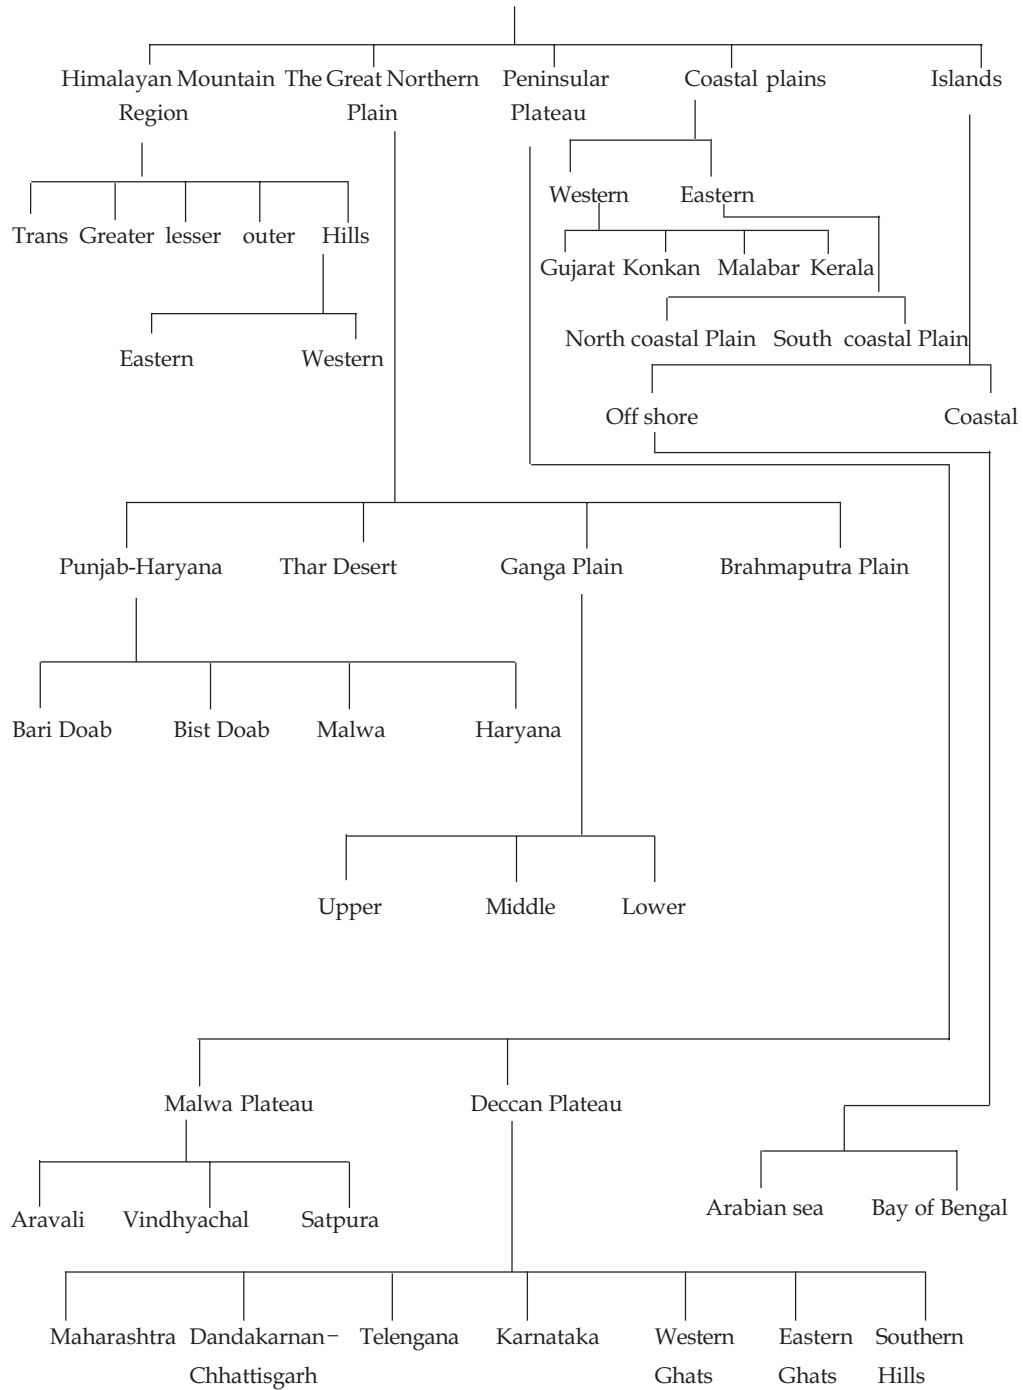 Himalayan Mountain The Great Northern Peninsular Coastal plains Islands
Region Plain Plateau
Western Eastern
Trans Greater lesser outer Hills
Gujarat Konkan Malabar Kerala
North coastal Plain South coastal Plain
Eastern Western
Off shore Coastal
Punjab-Haryana Thar Desert Ganga Plain Brahmaputra Plain
Bari Doab Bist Doab Malwa Haryana
Upper Middle Lower
Malwa Plateau Deccan Plateau
Arabian sea Bay of Bengal
Aravali Vindhyachal Satpura
Maharashtra Dandakarnan– Telengana Karnataka Western Eastern Southern
Chhattisgarh Ghats Ghats Hills